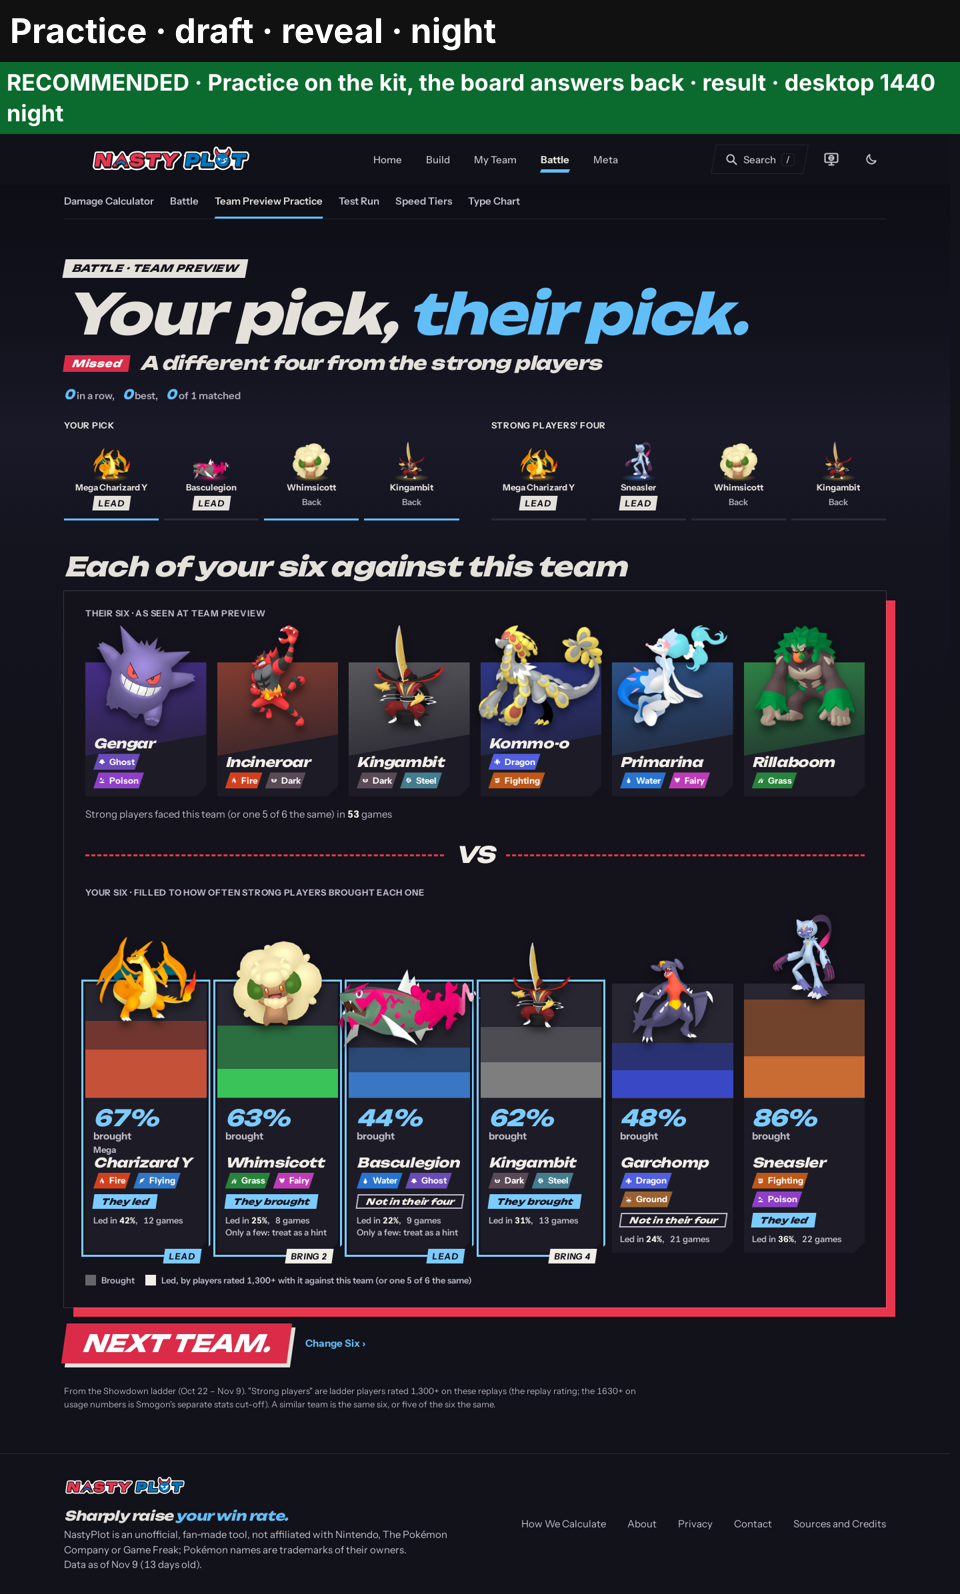 Practice · draft · reveal · night
RECOMMENDED · Practice on the kit, the board answers back · result · desktop 1440
night
NASTY PLOT
Home Build My Team Battle Meta
Search /
Damage Calculator Battle Team Preview Practice Test Run Speed Tiers Type Chart
BATTLE · TEAM PREVIEW
Your pick, their pick.
Missed A different four from the strong players
0 in a row, 0 best, 0 of 1 matched
YOUR PICK
STRONG PLAYERS' FOUR
Mega Charizard Y Basculegion Whimsicott Kingambit
LEAD LEAD Back Back
Mega Charizard Y Sneasler Whimsicott Kingambit
LEAD LEAD Back Back
Each of your six against this team
THEIR SIX · AS SEEN AT TEAM PREVIEW
Gengar
Ghost
Poison
Incineroar
Fire Dark
Kingambit
Dark Steel
Kommo-o
Dragon
Fighting
Primarina
Water Fairy
Rillaboom
Grass
Strong players faced this team (or one 5 of 6 the same) in 53 games
VS
YOUR SIX · FILLED TO HOW OFTEN STRONG PLAYERS BROUGHT EACH ONE
67%
brought
Mega
Charizard Y
Fire Flying
They led
Led in 42%, 12 games
LEAD
63%
brought
Whimsicott
Grass Fairy
They brought
Led in 25%, 8 games
Only a few: treat as a hint
BRING 2
44%
brought
Basculegion
Water Ghost
Not in their four
Led in 22%, 9 games
Only a few: treat as a hint
LEAD
62%
brought
Kingambit
Dark Steel
They brought
Led in 31%, 13 games
BRING 4
48%
brought
Garchomp
Dragon
Ground
Not in their four
Led in 24%, 21 games
86%
brought
Sneasler
Fighting
Poison
They led
Led in 36%, 22 games
Brought Led, by players rated 1,300+ with it against this team (or one 5 of 6 the same)
NEXT TEAM.
Change Six ›
From the Showdown ladder (Oct 22 – Nov 9). "Strong players" are ladder players rated 1,300+ on these replays (the replay rating; the 1630+ on
usage numbers is Smogon's separate stats cut-off). A similar team is the same six, or five of the six the same.
NASTY PLOT
Sharply raise your win rate.
NastyPlot is an unofficial, fan-made tool, not affiliated with Nintendo, The Pokémon
Company or Game Freak; Pokémon names are trademarks of their owners.
Data as of Nov 9 (13 days old).
How We Calculate About Privacy Contact Sources and Credits